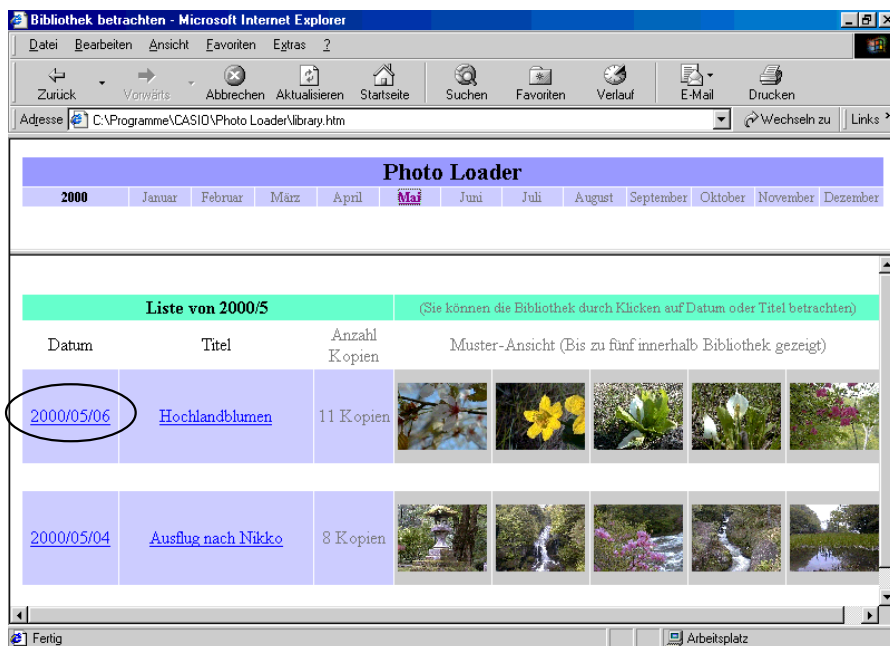 Bibliothek betrachten - Microsoft Internet Explorer
Datei Bearbeiten Ansicht Favoriten Extras ?
Zurück Vorwärts Abbrechen Aktualisieren Startseite Suchen Favoriten Verlauf E-Mail Drucken
Adresse C:\Programme\CASIO\Photo Loader\library.htm Wechseln zu Links »
Photo Loader
2000 Januar Februar März April Mai Juni Juli August September Oktober November Dezember
Liste von 2000/5 (Sie können die Bibliothek durch Klicken auf Datum oder Titel betrachten)
Datum Titel Anzahl Kopien Muster-Ansicht (Bis zu fünf innerhalb Bibliothek gezeigt)
2000/05/06 Hochlandblumen 11 Kopien
2000/05/04 Ausflug nach Nikko 8 Kopien
Fertig Arbeitsplatz